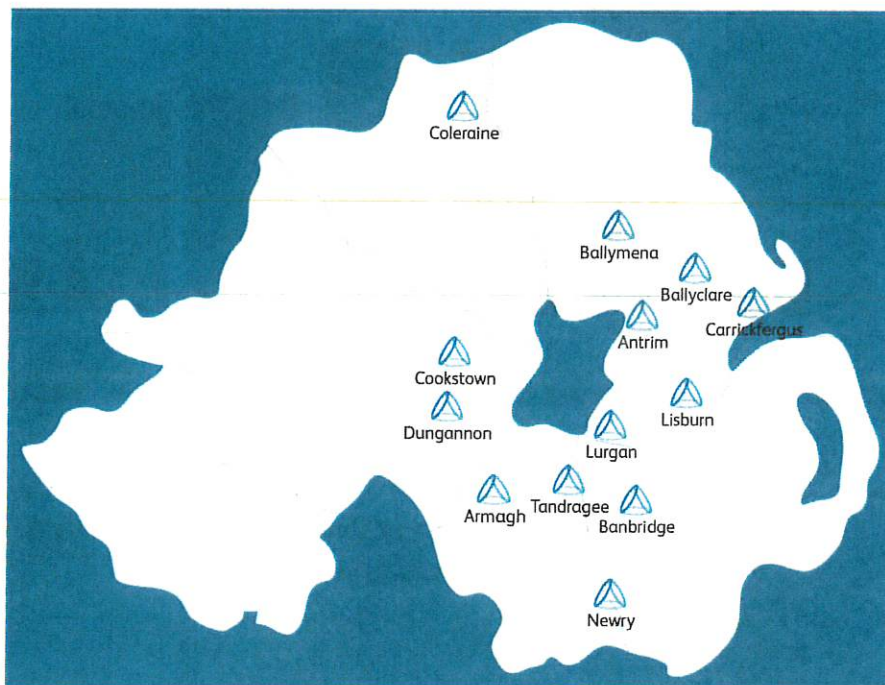 Coleraine
Ballymena
Ballyclare
Carrickfergus
Antrim
Cookstown
Lisburn
Dungannon
Lurgan
Tandragee
Armagh
Banbridge
Newry